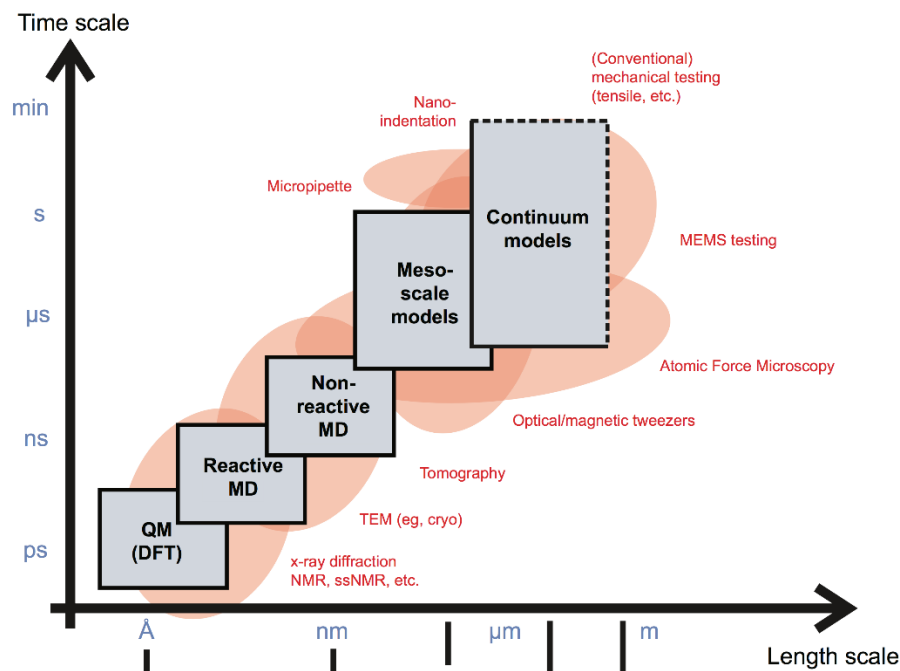 Time scale
min
s
µs
ns
ps
(Conventional)
mechanical testing
(tensile, etc.)
Nano-
indentation
Micropipette
Continuum
models
MEMS testing
Meso-
scale
models
Atomic Force Microscopy
Non-
reactive
MD
Optical/magnetic tweezers
Reactive
MD
Tomography
TEM (eg, cryo)
QM
(DFT)
x-ray diffraction
NMR, ssNMR, etc.
Å
nm
µm
m
Length scale